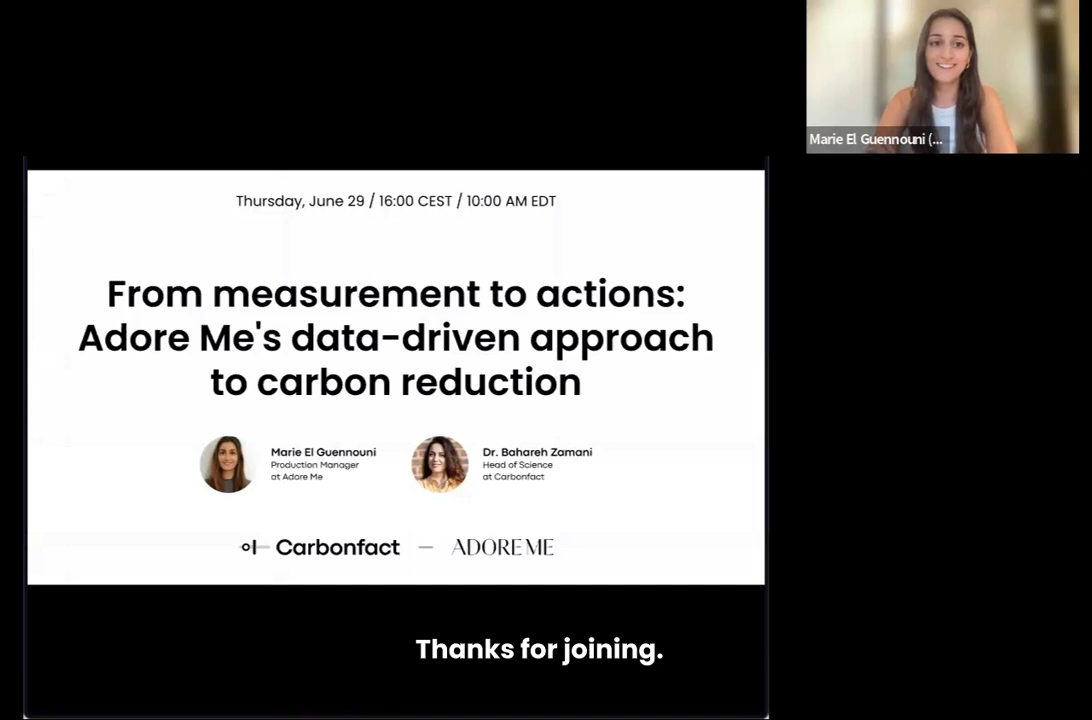 Marie El Guennouni (...
Thursday, June 29 / 16:00 CEST / 10:00 AM EDT
From measurement to actions:
Adore Me's data-driven approach
to carbon reduction
Marie El Guennouni
Production Manager
at Adore Me
Dr. Bahareh Zamani
Head of Science
at Carbonfact
Carbonfact — ADORE ME
Thanks for joining.